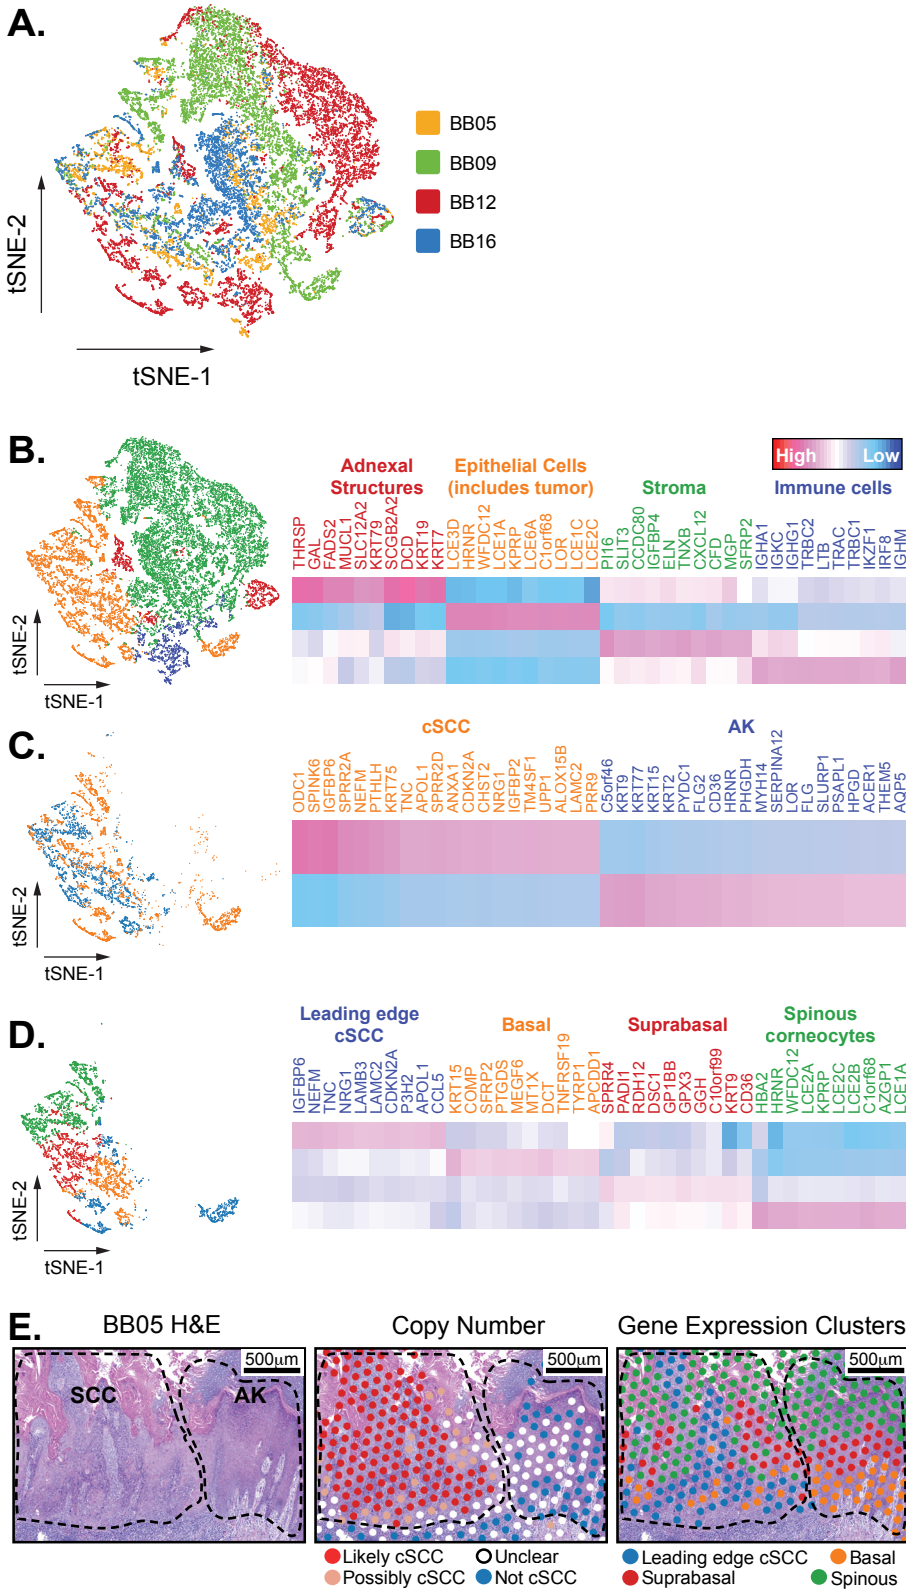 A.
BB05
BB09
BB12
BB16
tSNE-2
tSNE-1
B.
High
Low
Adnexal
Structures
Epithelial Cells
(includes tumor)
Stroma
Immune cells
THRSP
GAL
FADS2
MUCL1
SLC12A2
KRT79
SCGB2A2
DCD
KRT19
KRT7
LCE3D
HRNR
WFDC12
LCE1A
KPRP
LCE6A
C1orf68
LOR
LCE1C
LCE2C
PI16
SLIT3
CCDC80
IGFBP4
ELN
TNXB
CXCL12
CFD
MGP
SFRP2
IGHA1
IGKC
IGHG1
TRBC2
LTB
TRAC
TRBC1
IKZF1
IRF8
IGHM
tSNE-2
tSNE-1
C.
cSCC
AK
ODC1
SPINK6
IGFBP6
SPRR2A
NEFM
PTHLH
KRT75
TNC
APOL1
SPRR2D
ANXA1
CDKN2A
CHST2
NRG1
IGFBP2
TM4SF1
UPP1
ALOX15B
LAMC2
PRR9
C5orf46
KRT9
KRT77
KRT15
KRT2
PYDC1
FLG2
CD36
HRNR
PHGDH
MYH14
SERPINA12
LOR
FLG
SLURP1
PSAPL1
HPGD
ACER1
THEM5
AQP5
tSNE-2
tSNE-1
D.
Leading edge
cSCC
Basal
Suprabasal
Spinous
corneocytes
IGFBP6
NEFM
TNC
NRG1
LAMB3
LAMC2
CDKN2A
P3H2
APOL1
CCL5
KRT15
COMP
SFRP2
PTGDS
MEGF6
MT1X
DCT
TNFRSF19
TYRP1
APCDD1
SPRR4
PADI1
RDH12
DSC1
GP1BB
GPX3
GGH
C10orf99
KRT9
CD36
HBA2
HRNR
WFDC12
LCE2A
KPRP
LCE2C
LCE2B
C1orf68
AZGP1
LCE1A
tSNE-2
tSNE-1
E.
BB05 H&E
Copy Number
Gene Expression Clusters
500μm
500μm
500μm
SCC
AK
Likely cSCC
Unclear
Possibly cSCC
Not cSCC
Leading edge cSCC
Basal
Suprabasal
Spinous